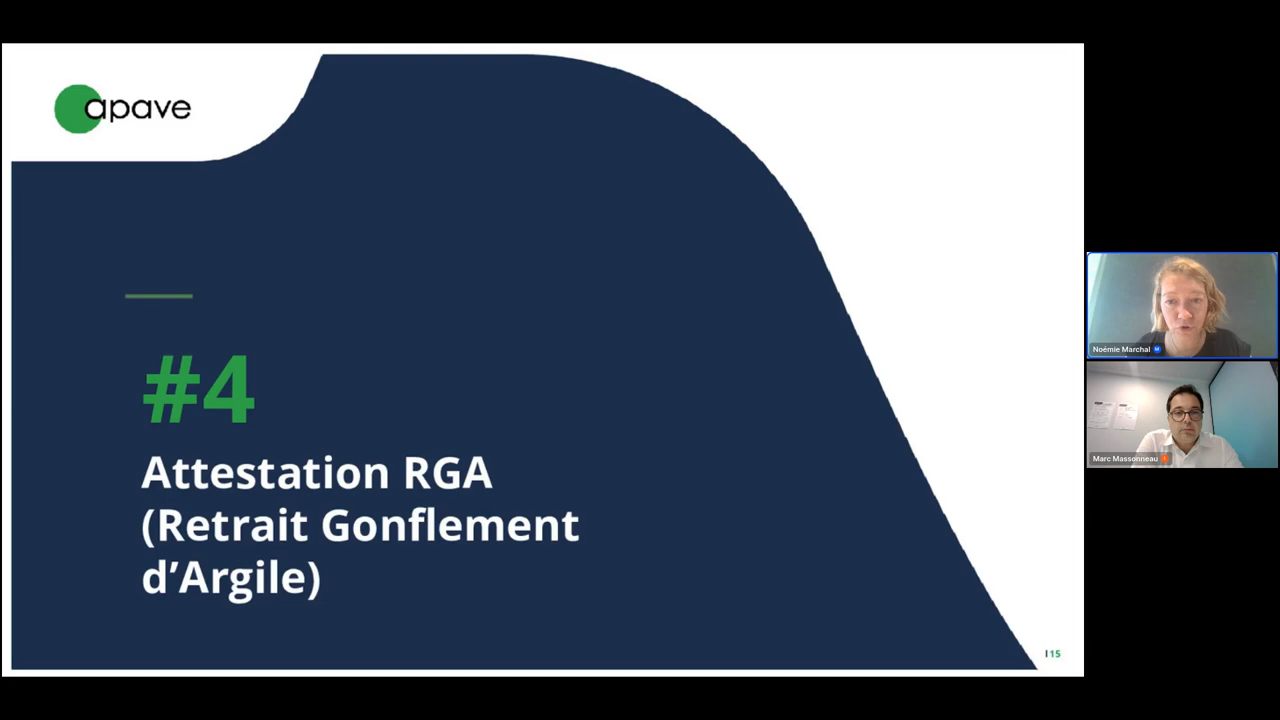 apave
#4
Attestation RGA
(Retrait Gonflement
d’Argile)
I 15
Noémie Marchal
Marc Massonneau